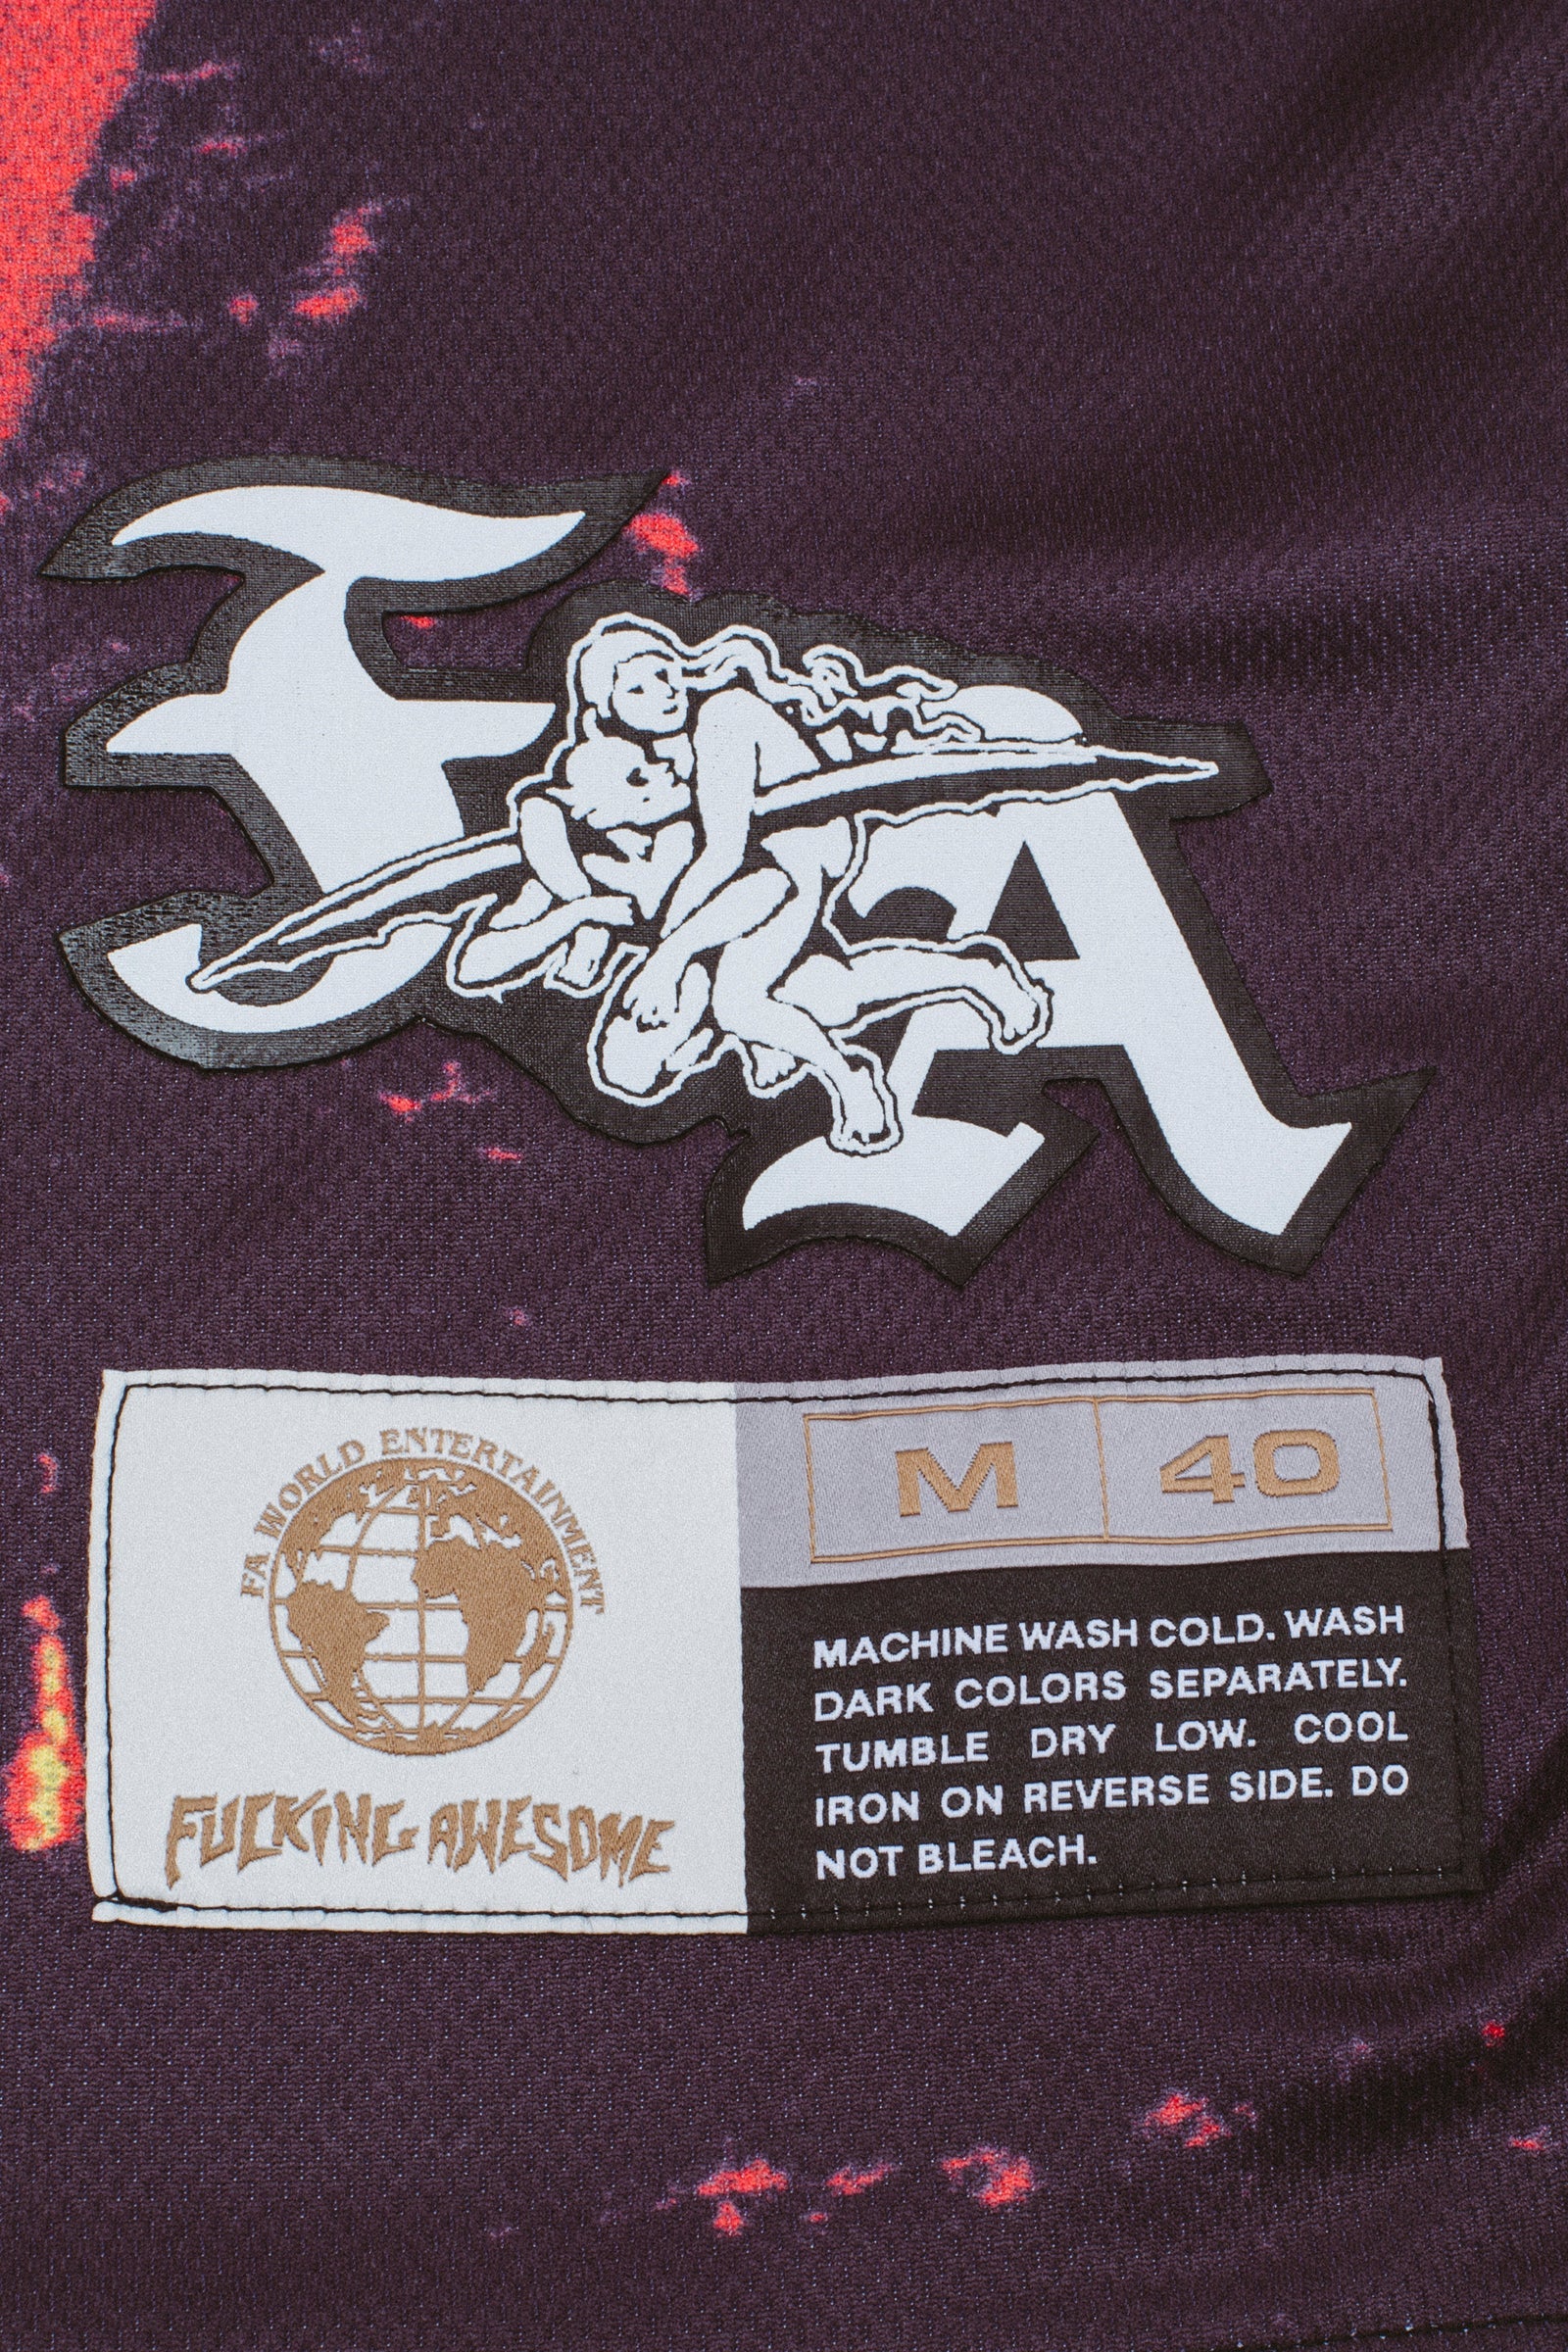 FA
FA WORLD ENTERTAINMENT
FUCKING AWESOME
M 40
MACHINE WASH COLD. WASH
DARK COLORS SEPARATELY.
TUMBLE DRY LOW. COOL
IRON ON REVERSE SIDE. DO
NOT BLEACH.